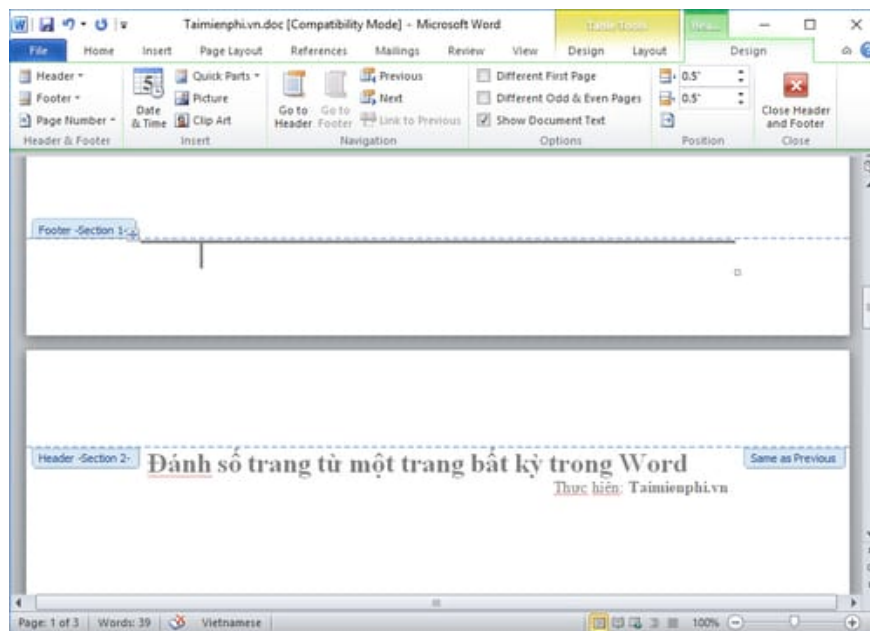 Taimienphi.vn.doc [Compatibility Mode] - Microsoft Word
Table Tools
File Home Insert Page Layout References Mailings Review View Design Layout Design
Header Quick Parts Previous Different First Page 0.5"
Footer Picture Next Different Odd & Even Pages 0.5"
Page Number Date & Time Clip Art Go to Header Go to Footer Link to Previous Show Document Text Close Header and Footer
Header & Footer Insert Navigation Options Position Close
Footer -Section 1-
Header -Section 2- Đánh số trang từ một trang bất kỳ trong Word Same as Previous
Thực hiện: Taimienphi.vn
Page: 1 of 3 Words: 39 Vietnamese 100%